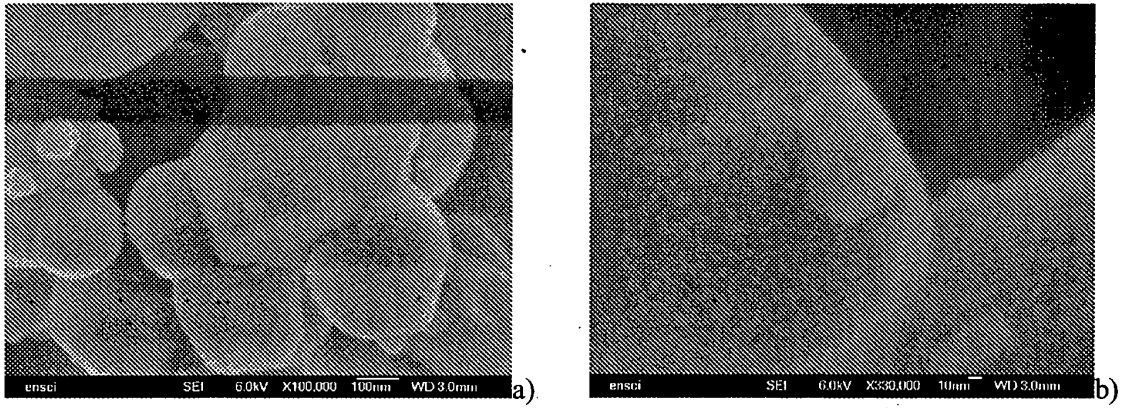 ensci SEI 6.0kV X100,000 100nm WD 3.0mm a)
ensci SEI 6.0kV X330,000 10nm WD 3.0mm b)